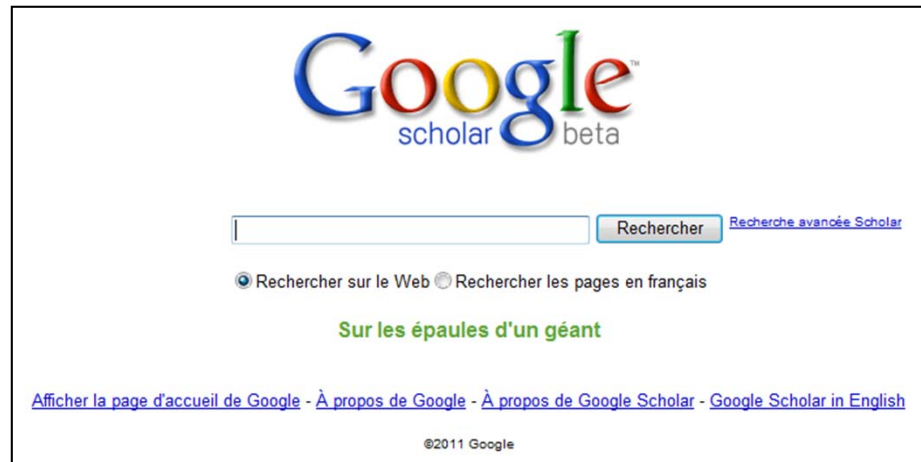 Google™
scholar beta
Rechercher Recherche avancée Scholar
Rechercher sur le Web Rechercher les pages en français
Sur les épaules d'un géant
Afficher la page d'accueil de Google - À propos de Google - À propos de Google Scholar - Google Scholar in English
©2011 Google